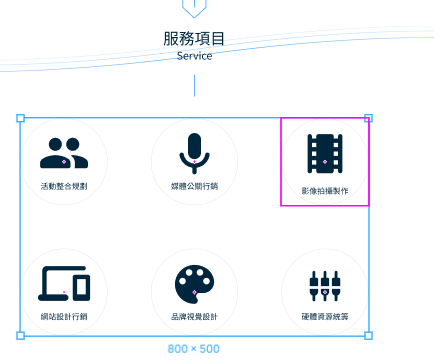 服務項目
Service
活動整合規劃
媒體公關行銷
影像拍攝製作
網站設計行銷
品牌視覺設計
硬體資源統籌
800 × 500